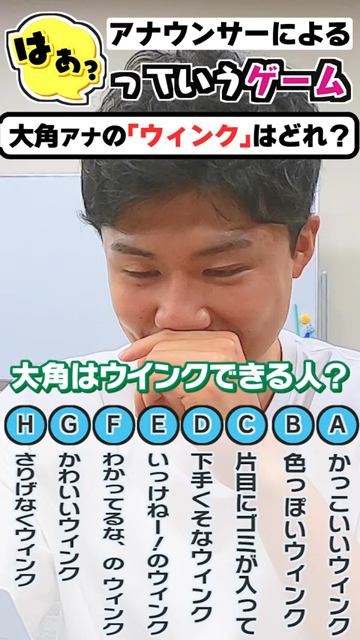 アナウンサーによる
はぁ?
っていうゲーム
大角アナの「ウィンク」はどれ？
大角はウインクできる人？
A かっこいいウィンク
B 色っぽいウィンク
C 片目にゴミが入って
D 下手くそなウィンク
E いっけねー！のウィンク
F わかってるな、のウィンク
G かわいいウィンク
H さりげなくウィンク